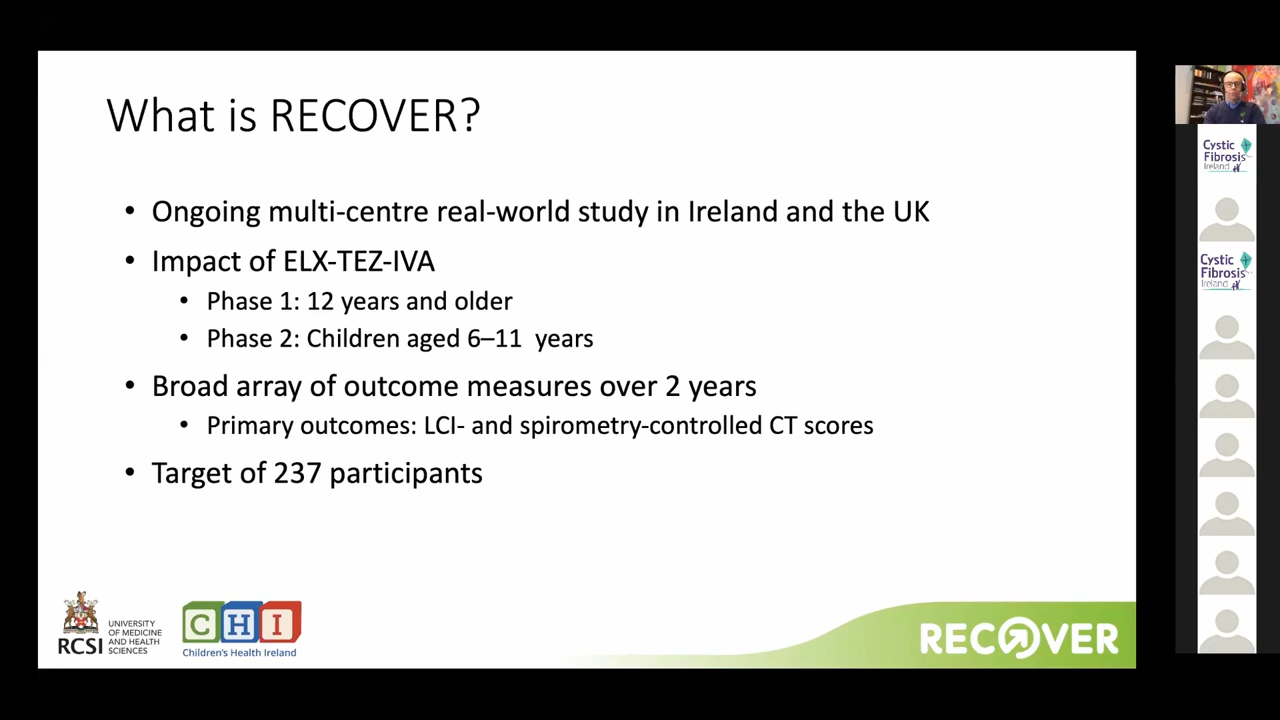 What is RECOVER?
• Ongoing multi-centre real-world study in Ireland and the UK
• Impact of ELX-TEZ-IVA
• Phase 1: 12 years and older
• Phase 2: Children aged 6–11 years
• Broad array of outcome measures over 2 years
• Primary outcomes: LCI- and spirometry-controlled CT scores
• Target of 237 participants
RCSI
UNIVERSITY
OF MEDICINE
AND HEALTH
SCIENCES
CHI
Children's Health Ireland
RECOVER
Cystic
Fibrosis
Ireland
Cystic
Fibrosis
Ireland